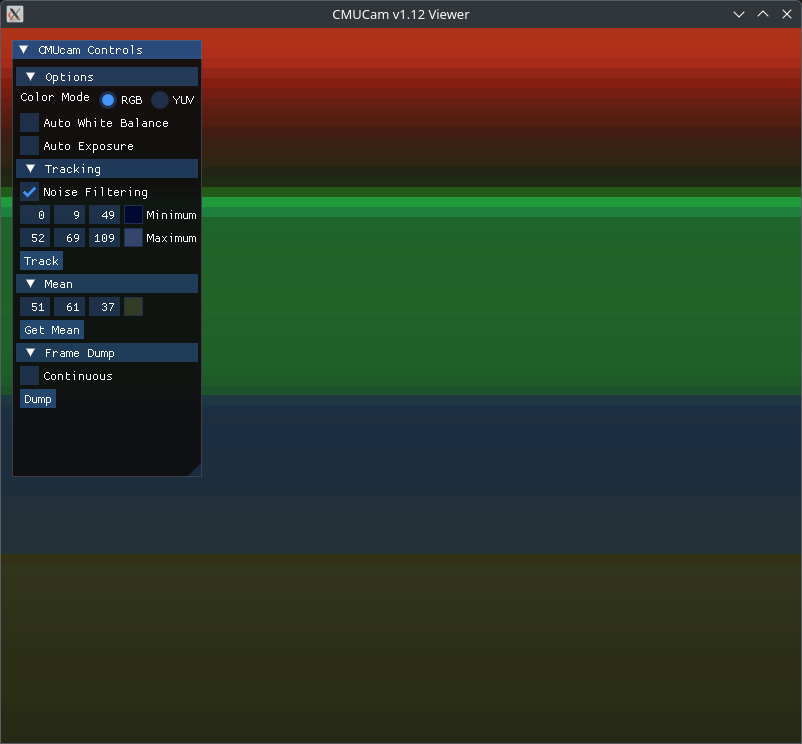 CMUCam v1.12 Viewer
CMUcam Controls
Options
Color Mode RGB YUV
Auto White Balance
Auto Exposure
Tracking
Noise Filtering
0 9 49 Minimum
52 69 109 Maximum
Track
Mean
51 61 37
Get Mean
Frame Dump
Continuous
Dump